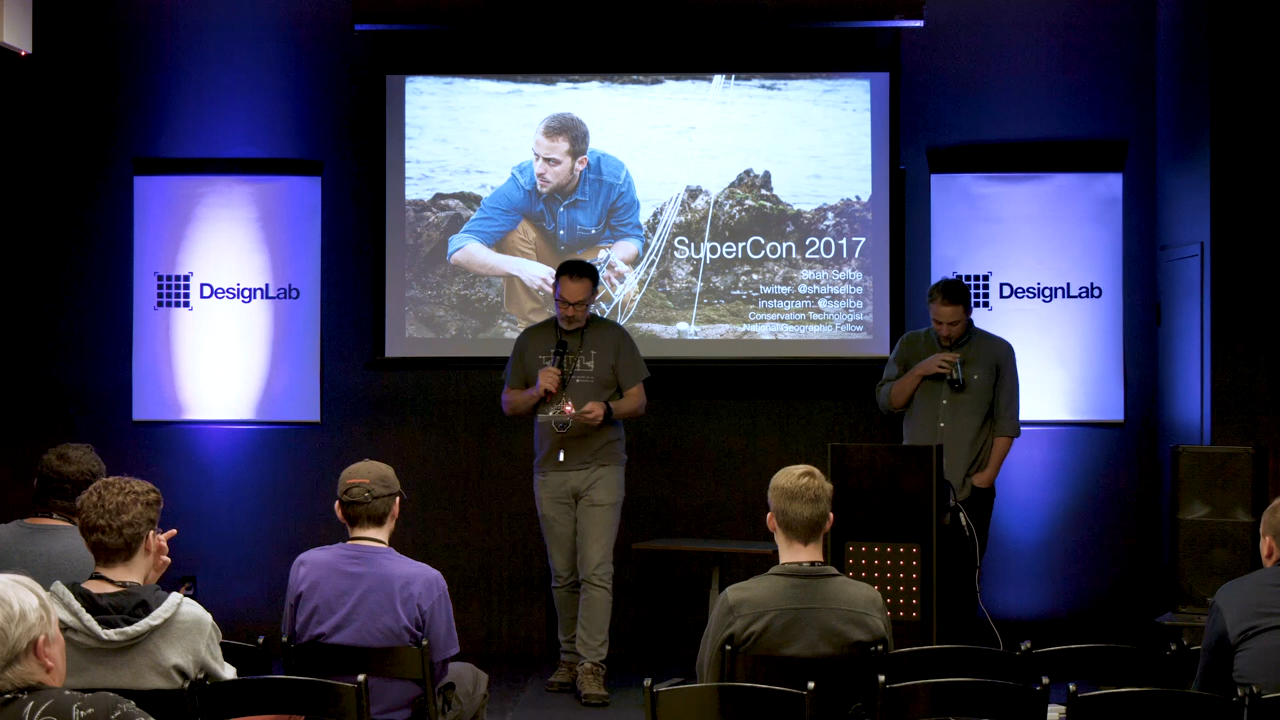 SuperCon 2017
Shah Selbe
twitter: @shahselbe
instagram: @sselbe
Conservation Technologist
National Geographic Fellow
DesignLab
DesignLab